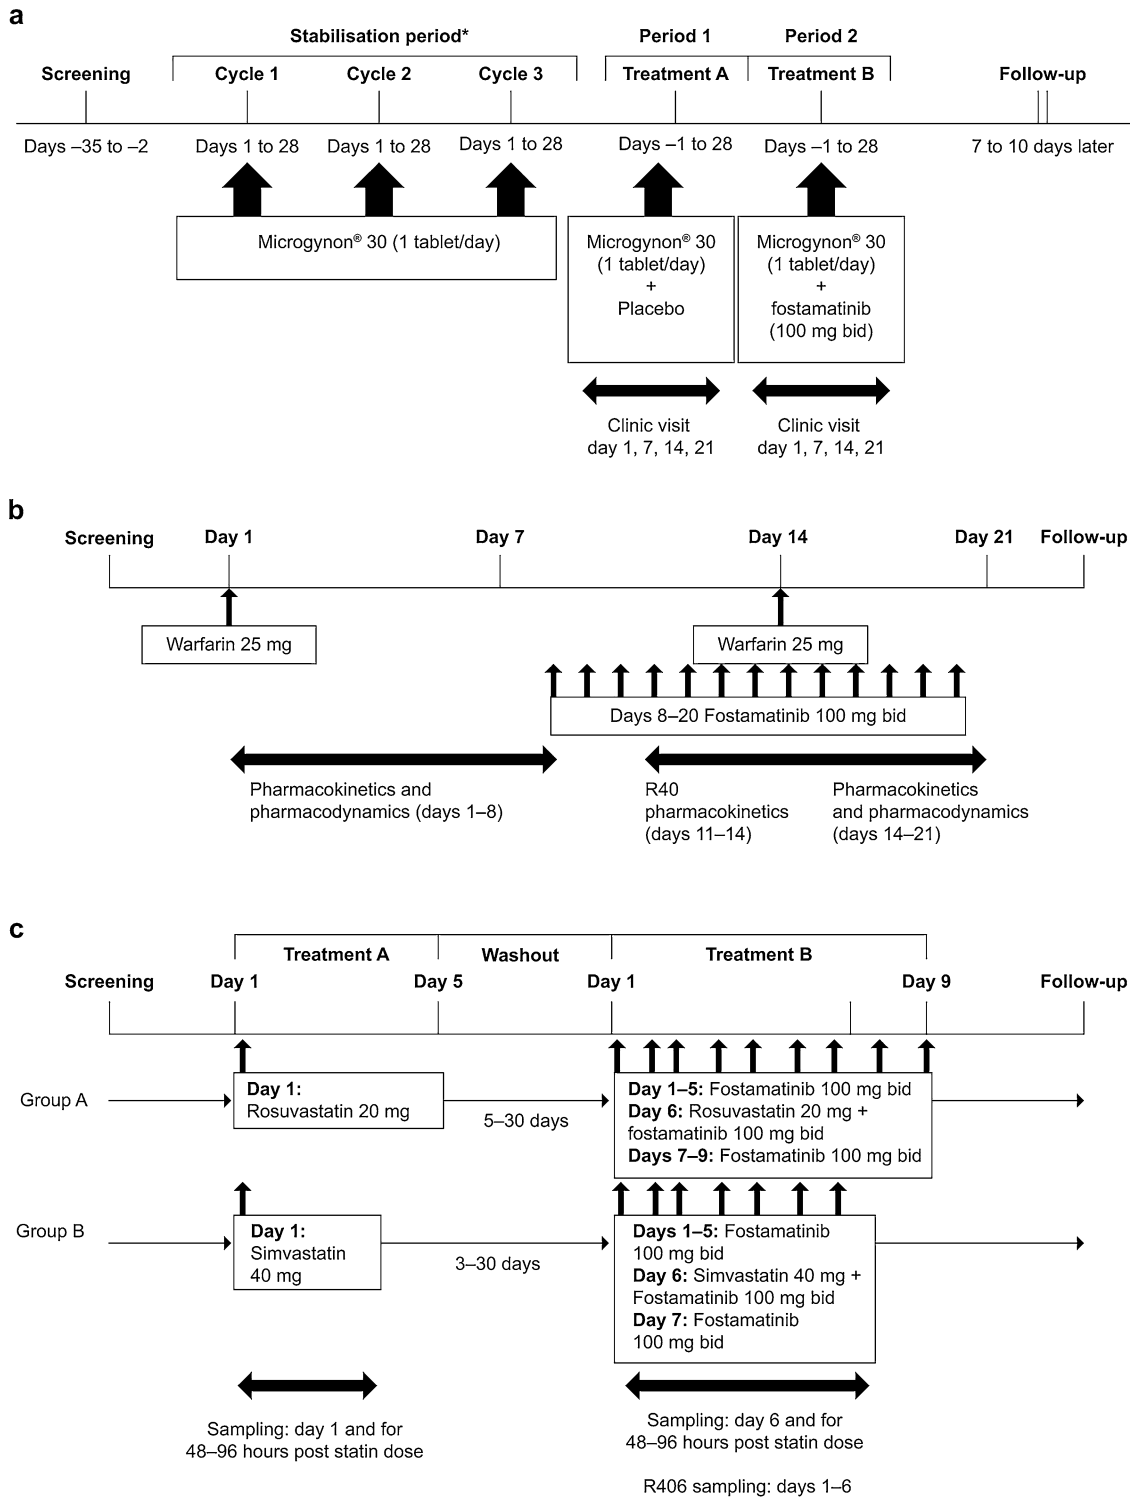 a
Stabilisation period*
Period 1
Period 2
Screening
Cycle 1
Cycle 2
Cycle 3
Treatment A
Treatment B
Follow-up
Days –35 to –2
Days 1 to 28
Days 1 to 28
Days 1 to 28
Days –1 to 28
Days –1 to 28
7 to 10 days later
Microgynon® 30 (1 tablet/day)
Microgynon® 30
(1 tablet/day)
+
Placebo
Microgynon® 30
(1 tablet/day)
+
fostamatinib
(100 mg bid)
Clinic visit
day 1, 7, 14, 21
Clinic visit
day 1, 7, 14, 21
b
Screening
Day 1
Day 7
Day 14
Day 21
Follow-up
Warfarin 25 mg
Warfarin 25 mg
Days 8–20 Fostamatinib 100 mg bid
Pharmacokinetics and
pharmacodynamics (days 1–8)
R40
pharmacokinetics
(days 11–14)
Pharmacokinetics
and pharmacodynamics
(days 14–21)
c
Treatment A
Washout
Treatment B
Screening
Day 1
Day 5
Day 1
Day 9
Follow-up
Group A
Day 1:
Rosuvastatin 20 mg
5–30 days
Day 1–5: Fostamatinib 100 mg bid
Day 6: Rosuvastatin 20 mg +
fostamatinib 100 mg bid
Days 7–9: Fostamatinib 100 mg bid
Group B
Day 1:
Simvastatin
40 mg
3–30 days
Days 1–5: Fostamatinib
100 mg bid
Day 6: Simvastatin 40 mg +
Fostamatinib 100 mg bid
Day 7: Fostamatinib
100 mg bid
Sampling: day 1 and for
48–96 hours post statin dose
Sampling: day 6 and for
48–96 hours post statin dose
R406 sampling: days 1–6